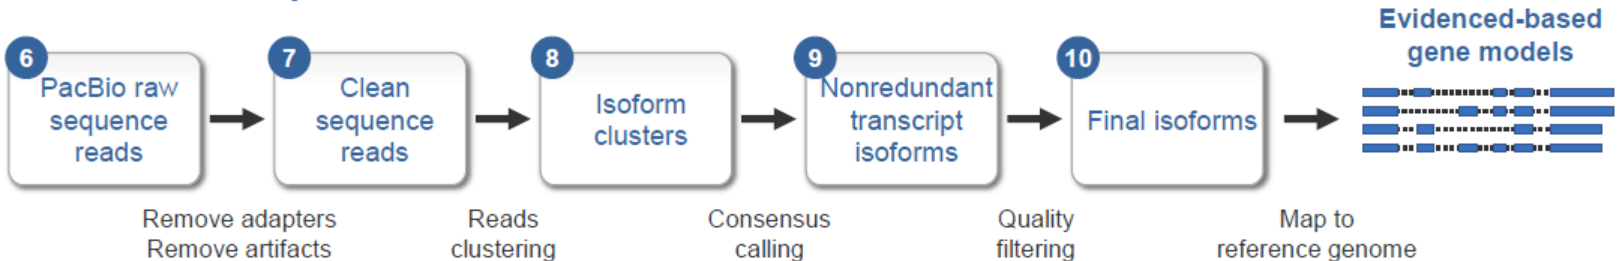 Evidenced-based
gene models
6
PacBio raw
sequence
reads
7
Clean
sequence
reads
8
Isoform
clusters
9
Nonredundant
transcript
isoforms
10
Final isoforms
Remove adapters
Remove artifacts
Reads
clustering
Consensus
calling
Quality
filtering
Map to
reference genome